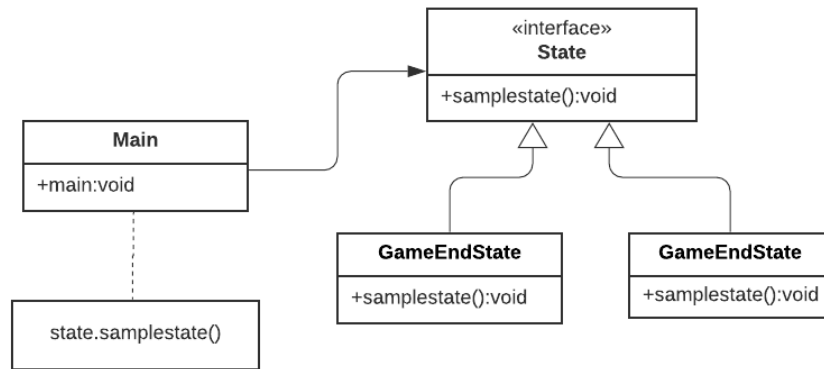 «interface»
State
+samplestate():void
Main
+main:void
GameEndState
+samplestate():void
GameEndState
+samplestate():void
state.samplestate()